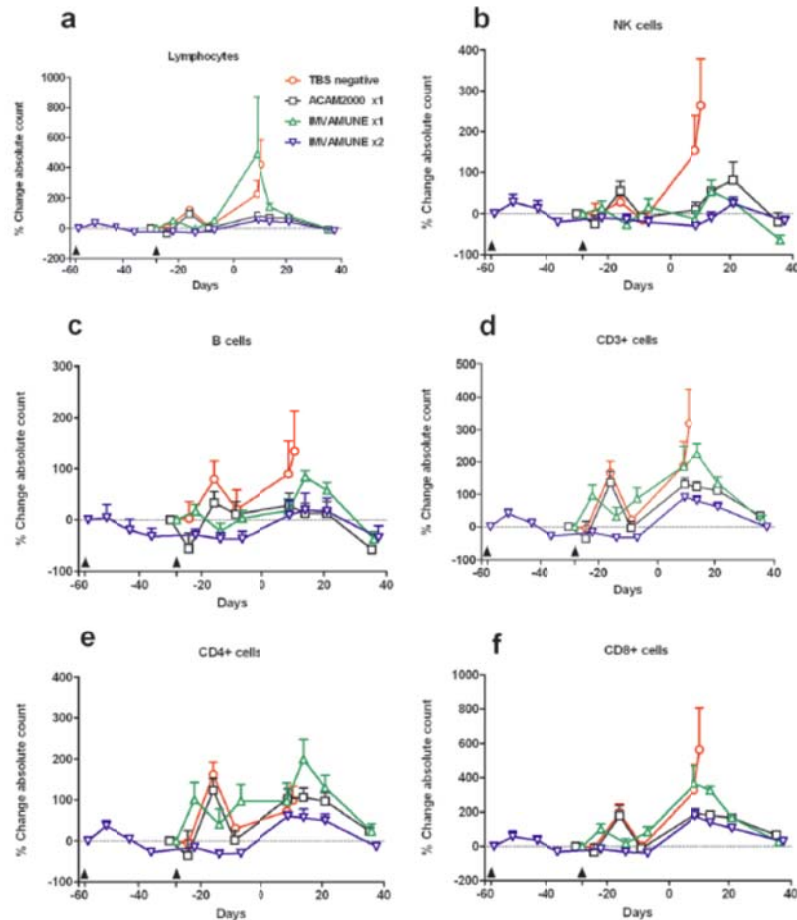 a
Lymphocytes
% Change absolute count
1000
800
600
400
200
0
-200
-60
-40
-20
0
20
40
Days
TBS negative
ACAM2000 x1
IMVAMUNE x1
IMVAMUNE x2
b
NK cells
% Change absolute count
400
300
200
100
0
-100
-60
-40
-20
0
20
40
Days
c
B cells
% Change absolute count
300
200
100
0
-100
-60
-40
-20
0
20
40
Days
d
CD3+ cells
% Change absolute count
500
400
300
200
100
0
-100
-60
-40
-20
0
20
40
Days
e
CD4+ cells
% Change absolute count
400
300
200
100
0
-100
-60
-40
-20
0
20
40
Days
f
CD8+ cells
% Change absolute count
1000
800
600
400
200
0
-200
-60
-40
-20
0
20
40
Days